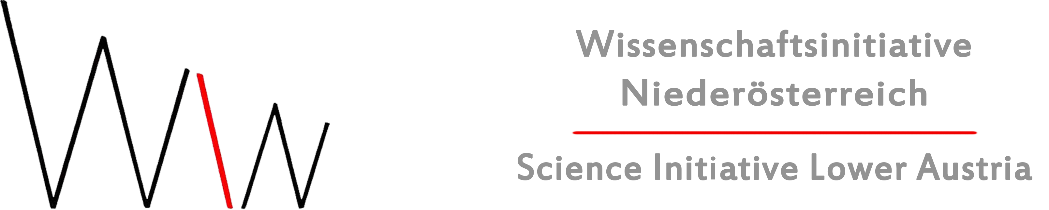 Wissenschaftsinitiative
Niederösterreich
Science Initiative Lower Austria